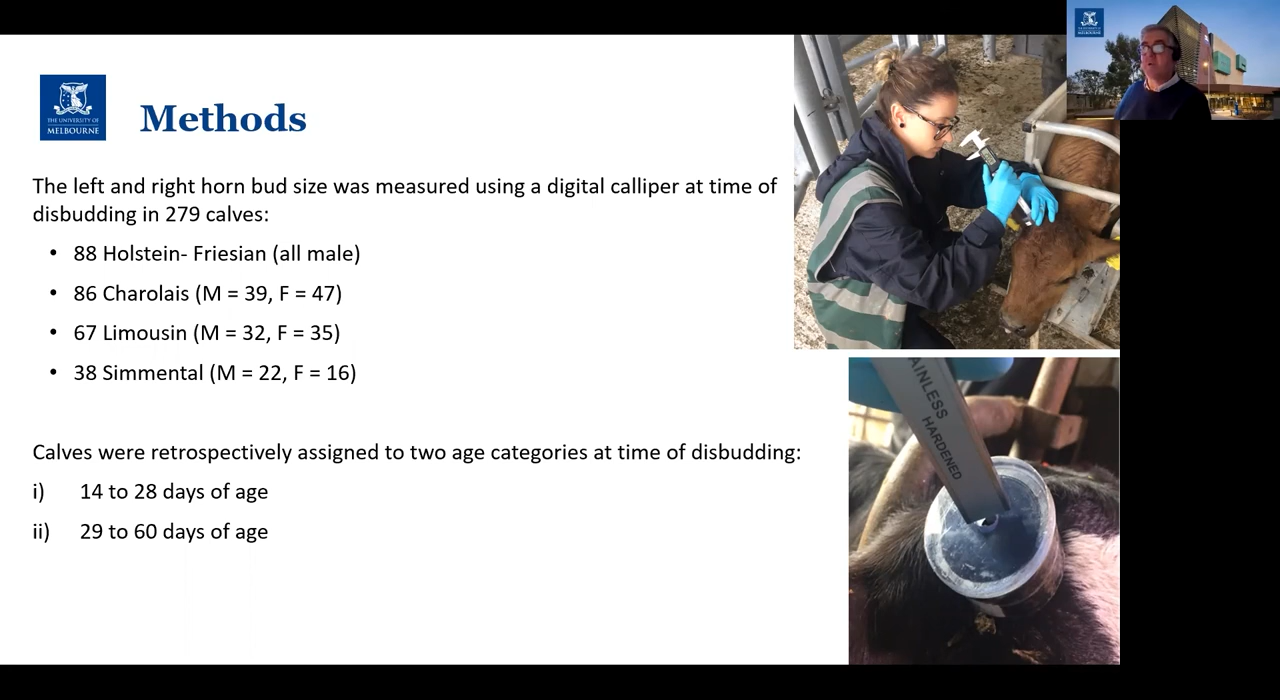 THE UNIVERSITY OF
MELBOURNE
Methods
The left and right horn bud size was measured using a digital calliper at time of
disbudding in 279 calves:
• 88 Holstein- Friesian (all male)
• 86 Charolais (M = 39, F = 47)
• 67 Limousin (M = 32, F = 35)
• 38 Simmental (M = 22, F = 16)
Calves were retrospectively assigned to two age categories at time of disbudding:
i) 14 to 28 days of age
ii) 29 to 60 days of age
AINLESS
HARDENED